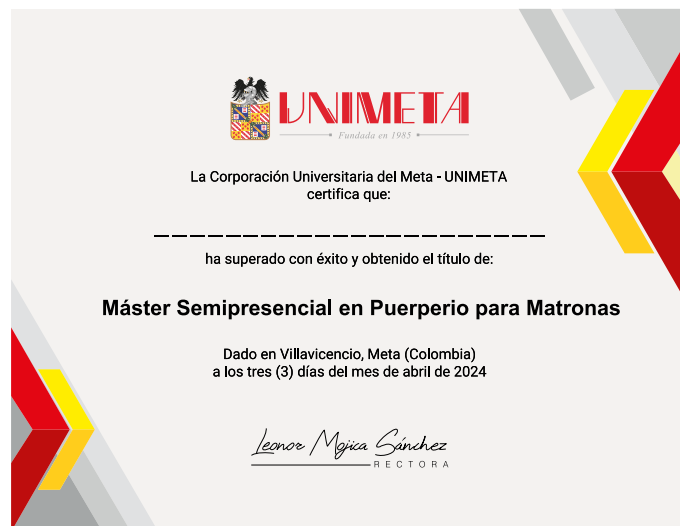 UNIMETA
Fundada en 1985
La Corporación Universitaria del Meta - UNIMETA
certifica que:
ha superado con éxito y obtenido el título de:
Máster Semipresencial en Puerperio para Matronas
Dado en Villavicencio, Meta (Colombia)
a los tres (3) días del mes de abril de 2024
Leonor Mojica Sánchez
RECTORA